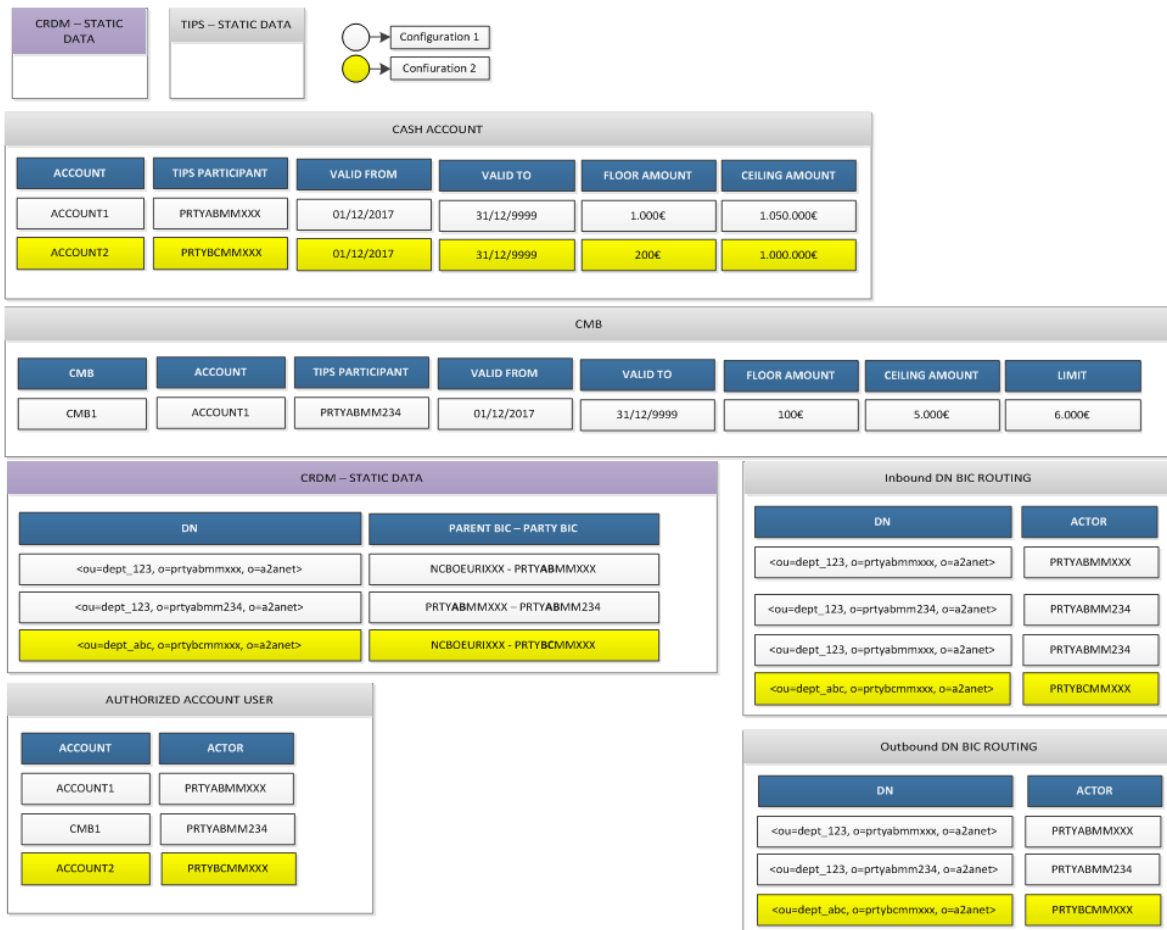 CRDM – STATIC
DATA
TIPS – STATIC DATA
Configuration 1
Confiuration 2
CASH ACCOUNT
ACCOUNT TIPS PARTICIPANT VALID FROM VALID TO FLOOR AMOUNT CEILING AMOUNT
ACCOUNT1 PRTYABMMXXX 01/12/2017 31/12/9999 1.000€ 1.050.000€
ACCOUNT2 PRTYBCMMXXX 01/12/2017 31/12/9999 200€ 1.000.000€
CMB
CMB ACCOUNT TIPS PARTICIPANT VALID FROM VALID TO FLOOR AMOUNT CEILING AMOUNT LIMIT
CMB1 ACCOUNT1 PRTYABMM234 01/12/2017 31/12/9999 100€ 5.000€ 6.000€
CRDM – STATIC DATA
DN PARENT BIC – PARTY BIC
<ou=dept_123, o=prtyabmmxxx, o=a2anet> NCBOEURIXXX - PRTYABMMXXX
<ou=dept_123, o=prtyabmm234, o=a2anet> PRTYABMMXXX – PRTYABMM234
<ou=dept_abc, o=prtybcmmxxx, o=a2anet> NCBOEURIXXX - PRTYBCMMXXX
Inbound DN BIC ROUTING
DN ACTOR
<ou=dept_123, o=prtyabmmxxx, o=a2anet> PRTYABMMXXX
<ou=dept_123, o=prtyabmm234, o=a2anet> PRTYABMM234
<ou=dept_123, o=prtyabmmxxx, o=a2anet> PRTYABMM234
<ou=dept_abc, o=prtybcmmxxx, o=a2anet> PRTYBCMMXXX
AUTHORIZED ACCOUNT USER
ACCOUNT ACTOR
ACCOUNT1 PRTYABMMXXX
CMB1 PRTYABMM234
ACCOUNT2 PRTYBCMMXXX
Outbound DN BIC ROUTING
DN ACTOR
<ou=dept_123, o=prtyabmmxxx, o=a2anet> PRTYABMMXXX
<ou=dept_123, o=prtyabmm234, o=a2anet> PRTYABMM234
<ou=dept_abc, o=prtybcmmxxx, o=a2anet> PRTYBCMMXXX